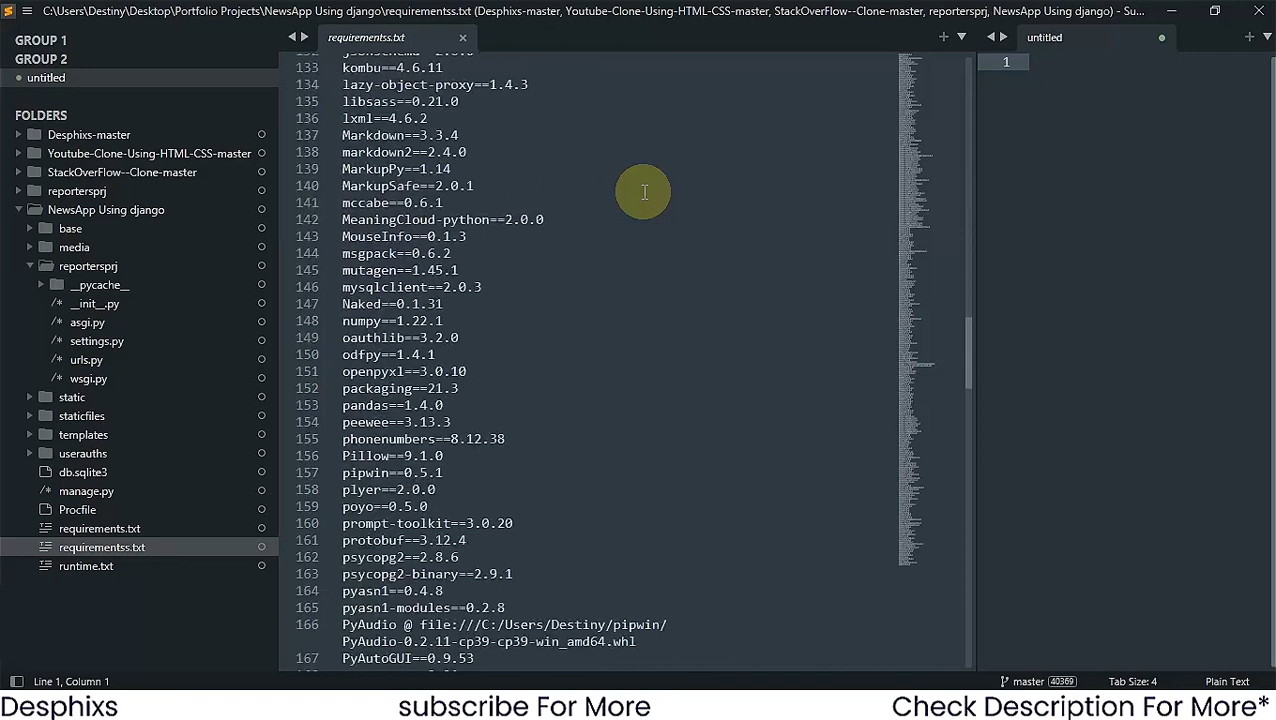 C:\Users\Destiny\Desktop\Portfolio Projects\NewsApp Using django\requirementss.txt (Desphixs-master, Youtube-Clone-Using-HTML-CSS-master, StackOverFlow--Clone-master, reportersprj, NewsApp Using django) - Su...
GROUP 1
GROUP 2
untitled
FOLDERS
Desphixs-master
Youtube-Clone-Using-HTML-CSS-master
StackOverFlow--Clone-master
reportersprj
NewsApp Using django
base
media
reportersprj
__pycache__
/* __init__.py
/* asgi.py
/* settings.py
/* urls.py
/* wsgi.py
static
staticfiles
templates
userauths
db.sqlite3
/* manage.py
Procfile
requirements.txt
requirementss.txt
runtime.txt
requirementss.txt
133 kombu==4.6.11
134 lazy-object-proxy==1.4.3
135 libsass==0.21.0
136 lxml==4.6.2
137 Markdown==3.3.4
138 markdown2==2.4.0
139 MarkupPy==1.14
140 MarkupSafe==2.0.1
141 mccabe==0.6.1
142 MeaningCloud-python==2.0.0
143 MouseInfo==0.1.3
144 msgpack==0.6.2
145 mutagen==1.45.1
146 mysqlclient==2.0.3
147 Naked==0.1.31
148 numpy==1.22.1
149 oauthlib==3.2.0
150 odfpy==1.4.1
151 openpyxl==3.0.10
152 packaging==21.3
153 pandas==1.4.0
154 peewee==3.13.3
155 phonenumbers==8.12.38
156 Pillow==9.1.0
157 pipwin==0.5.1
158 plyer==2.0.0
159 poyo==0.5.0
160 prompt-toolkit==3.0.20
161 protobuf==3.12.4
162 psycopg2==2.8.6
163 psycopg2-binary==2.9.1
164 pyasn1==0.4.8
165 pyasn1-modules==0.2.8
166 PyAudio @ file:///C:/Users/Destiny/pipwin/
PyAudio-0.2.11-cp39-cp39-win_amd64.whl
167 PyAutoGUI==0.9.53
untitled
1
Line 1, Column 1
master 40369
Tab Size: 4
Plain Text
Desphixs
subscribe For More
Check Description For More*